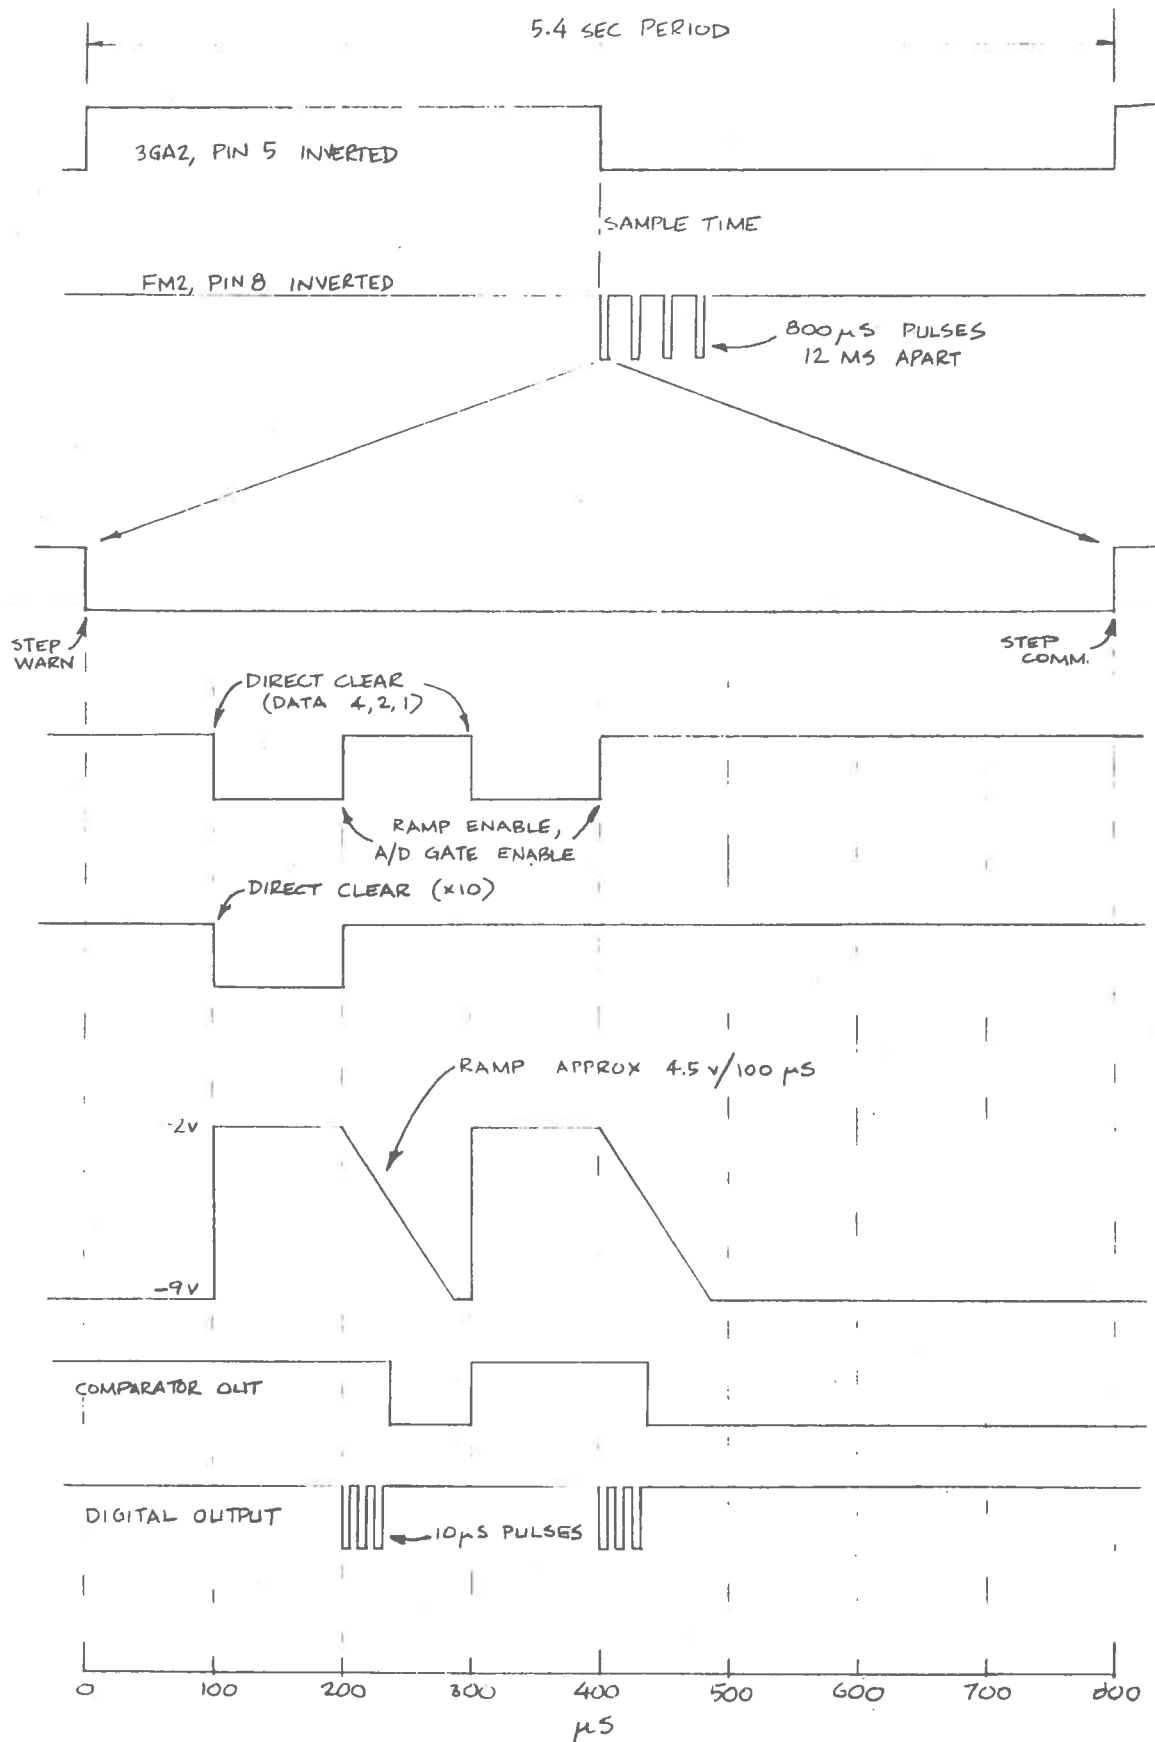 5.4 SEC PERIOD
3GA2, PIN 5 INVERTED
SAMPLE TIME
FM2, PIN 8 INVERTED
800 μS PULSES
12 MS APART
STEP
WARN
STEP
COMM.
DIRECT CLEAR
(DATA 4, 2, 1)
RAMP ENABLE,
A/D GATE ENABLE
DIRECT CLEAR (x10)
RAMP APPROX 4.5 V/100 μS
-2V
-9V
COMPARATOR OUT
DIGITAL OUTPUT
10μS PULSES
0 100 200 300 400 500 600 700 800
μS